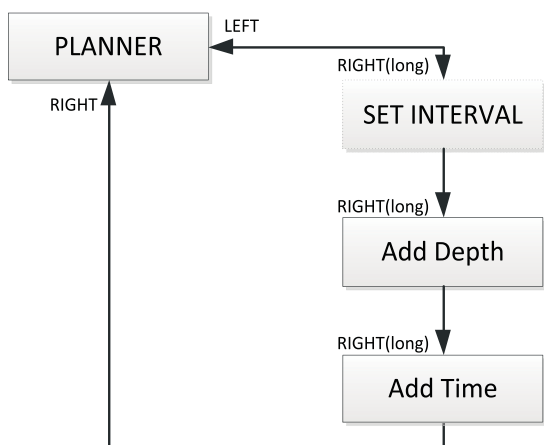 LEFT
PLANNER
RIGHT(long)
RIGHT
SET INTERVAL
RIGHT(long)
Add Depth
RIGHT(long)
Add Time